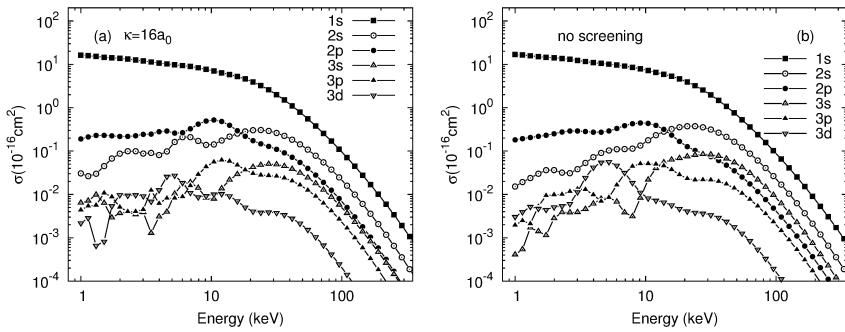 (a) κ=16a₀
1s
2s
2p
3s
3p
3d
10²
10¹
10⁰
10⁻¹
10⁻²
10⁻³
10⁻⁴
σ(10⁻¹⁶cm²)
1 10 100
Energy (keV)
no screening (b)
1s
2s
2p
3s
3p
3d
10²
10¹
10⁰
10⁻¹
10⁻²
10⁻³
10⁻⁴
σ(10⁻¹⁶cm²)
1 10 100
Energy (keV)